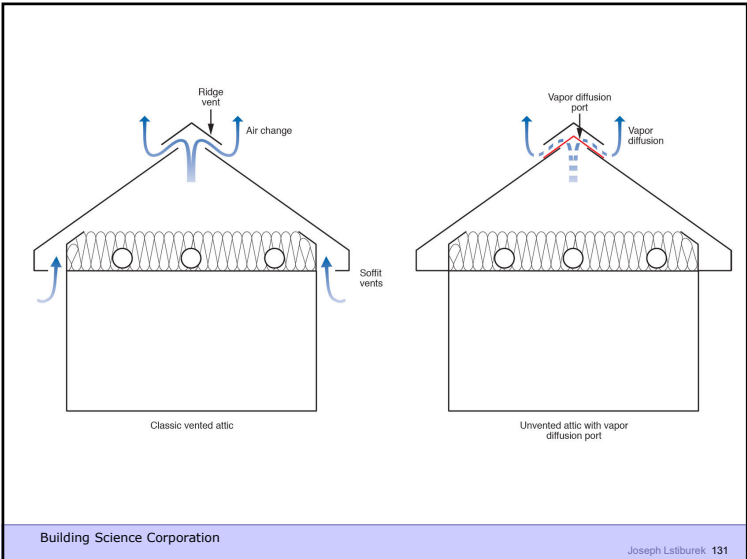 Ridge
vent
Air change
Soffit
vents
Classic vented attic
Vapor diffusion
port
Vapor
diffusion
Unvented attic with vapor
diffusion port
Building Science Corporation
Joseph Lstiburek 131